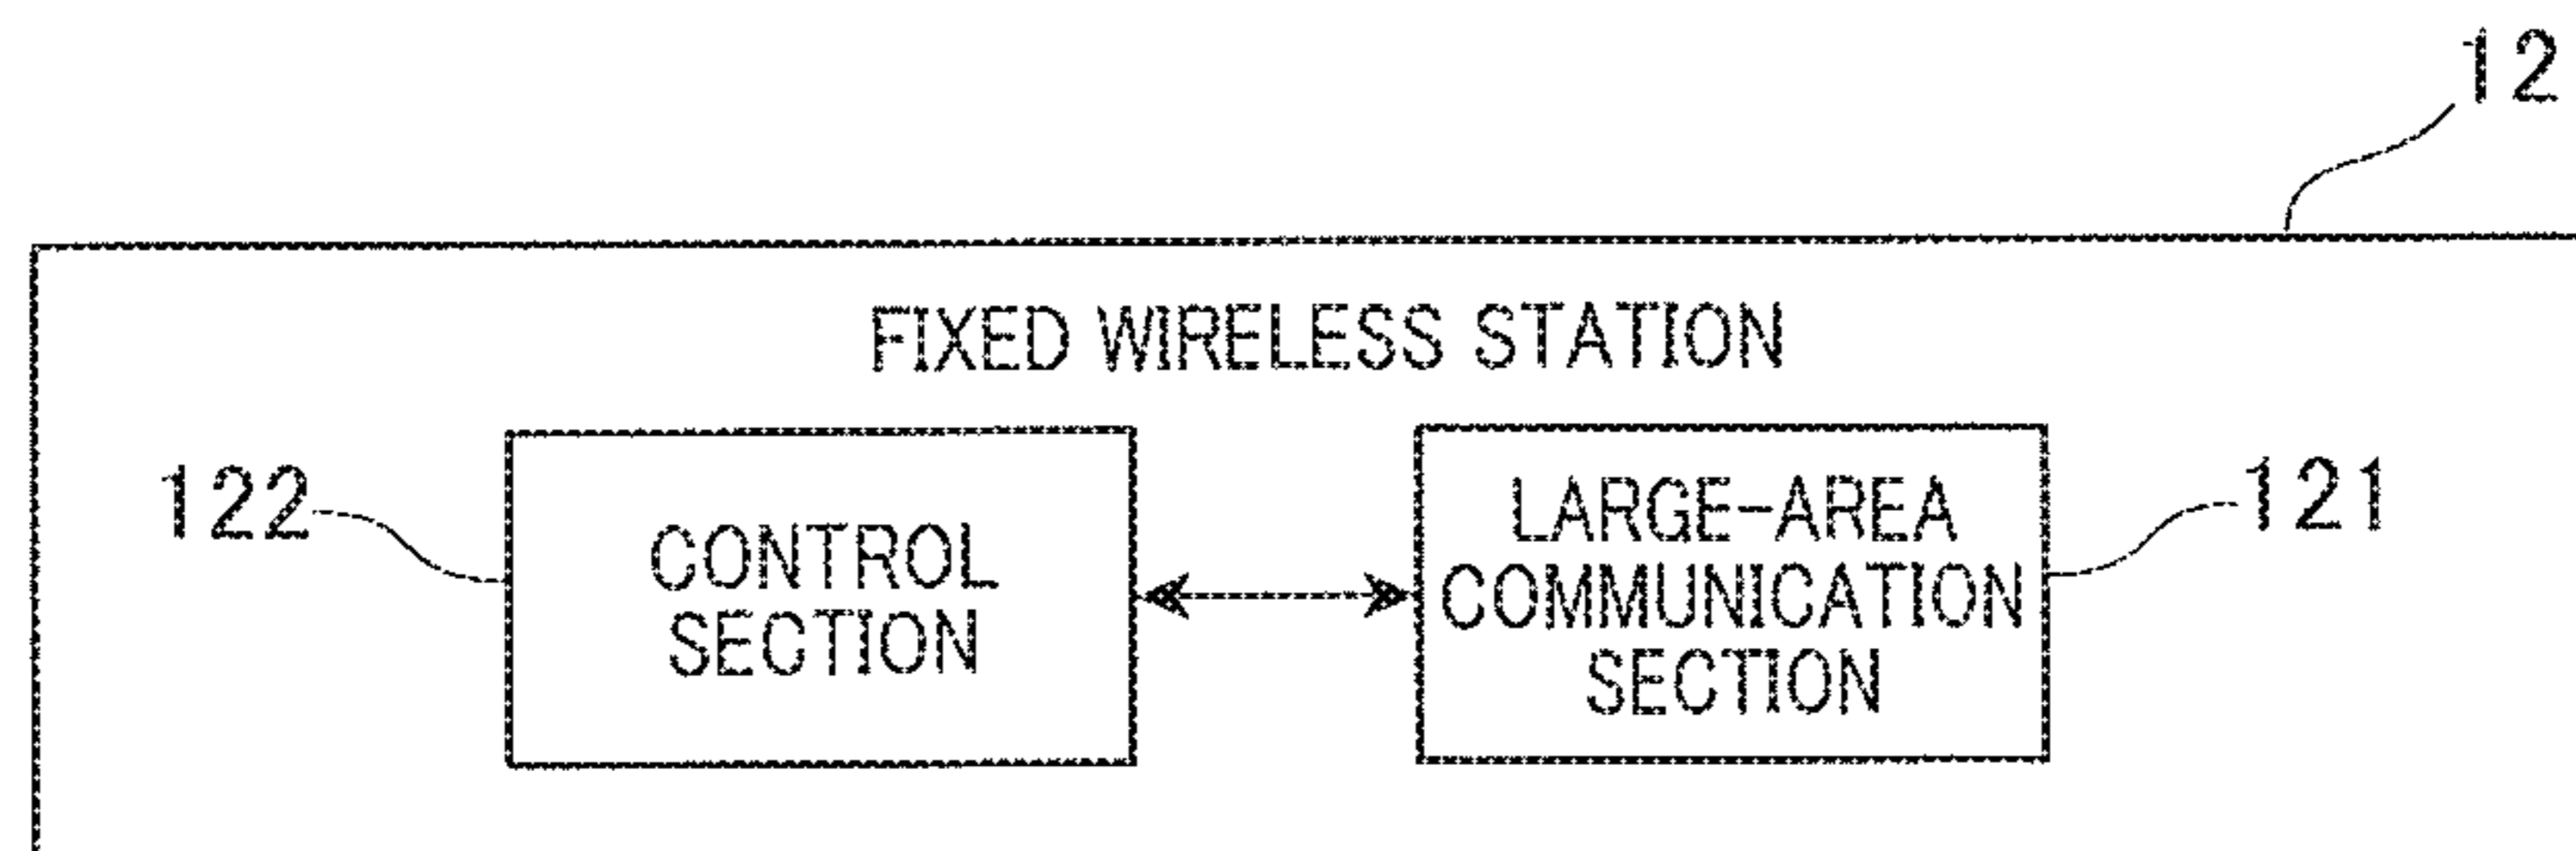 12
FIXED WIRELESS STATION
122
CONTROL
SECTION
LARGE-AREA
COMMUNICATION
SECTION
121